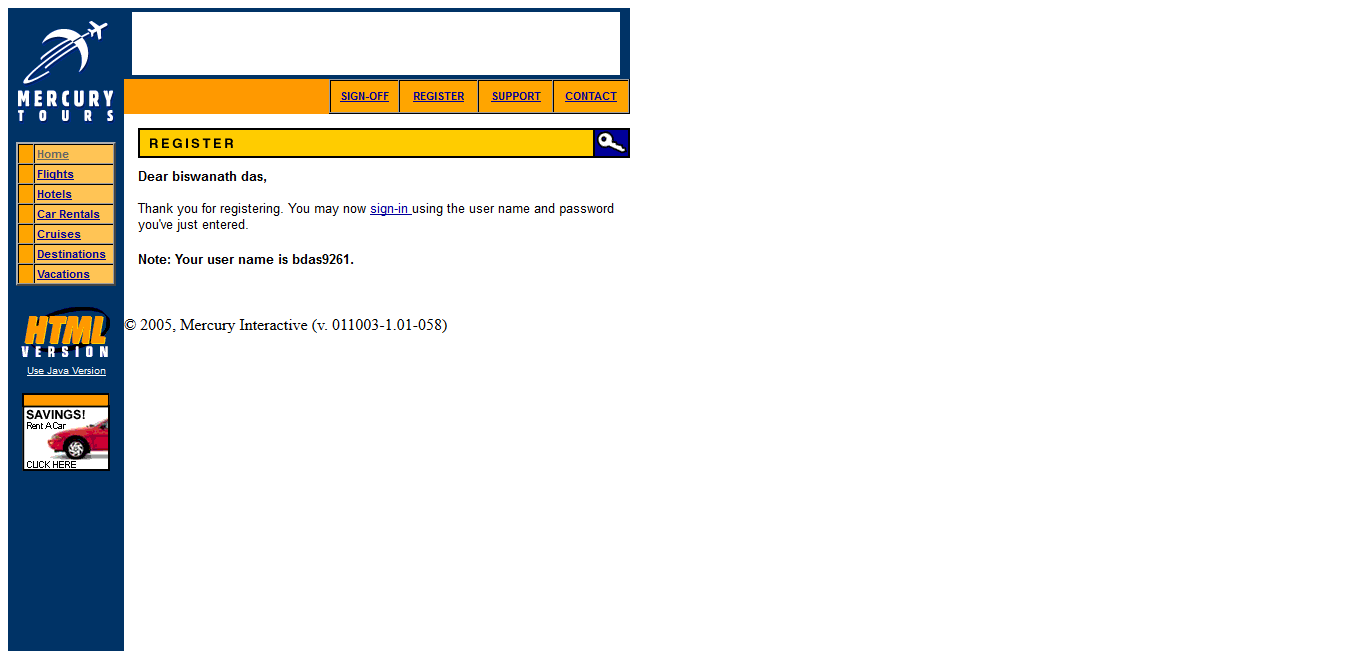 MERCURY
TOURS
SIGN-OFF REGISTER SUPPORT CONTACT
REGISTER
Home
Flights
Hotels
Car Rentals
Cruises
Destinations
Vacations
Dear biswanath das,
Thank you for registering. You may now sign-in using the user name and password
you've just entered.
Note: Your user name is bdas9261.
© 2005, Mercury Interactive (v. 011003-1.01-058)
HTML
VERSION
Use Java Version
SAVINGS!
Rent A Car
CLICK HERE